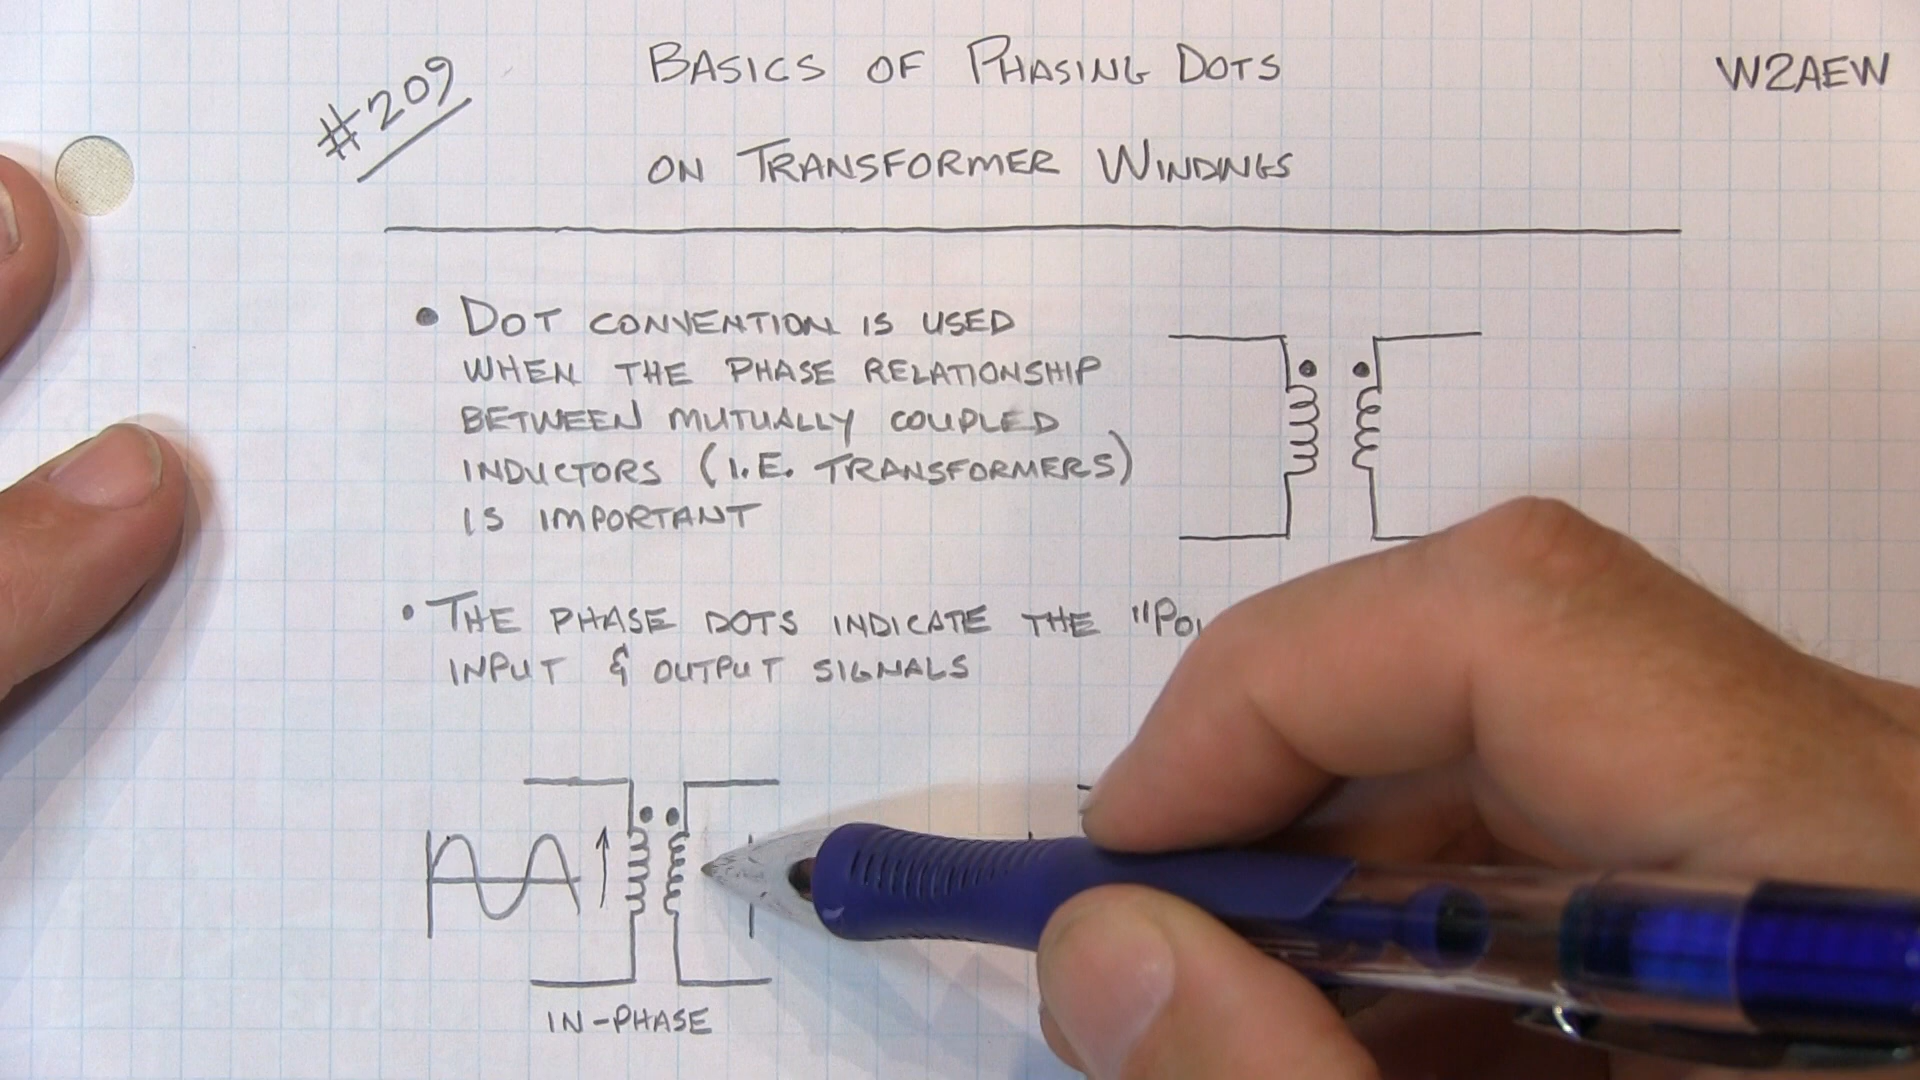 #209
BASICS OF PHASING DOTS
W2AEW
ON TRANSFORMER WINDINGS
• DOT CONVENTION IS USED
WHEN THE PHASE RELATIONSHIP
BETWEEN MUTUALLY COUPLED
INDUCTORS (I.E. TRANSFORMERS)
IS IMPORTANT
• THE PHASE DOTS INDICATE THE
INPUT & OUTPUT SIGNALS
IN-PHASE